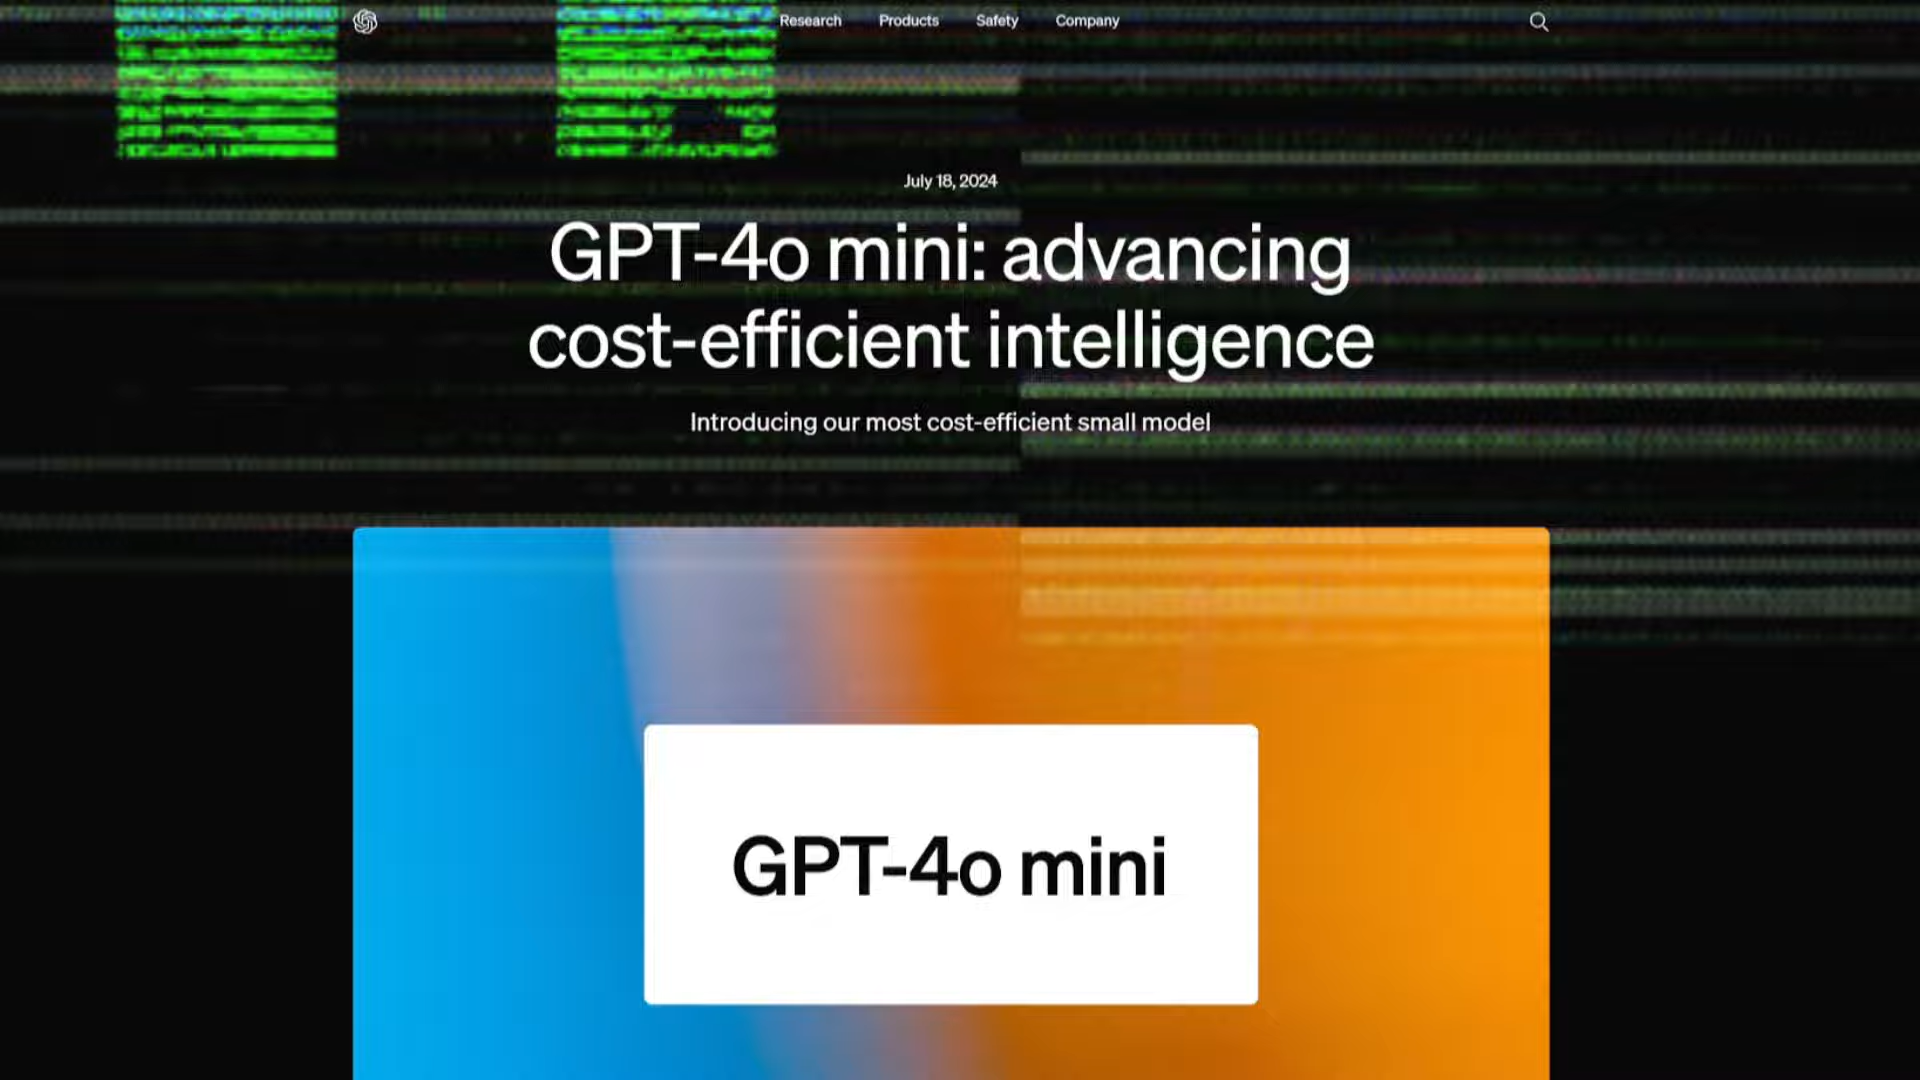 Research Products Safety Company
July 18, 2024
GPT-4o mini: advancing
cost-efficient intelligence
Introducing our most cost-efficient small model
GPT-4o mini